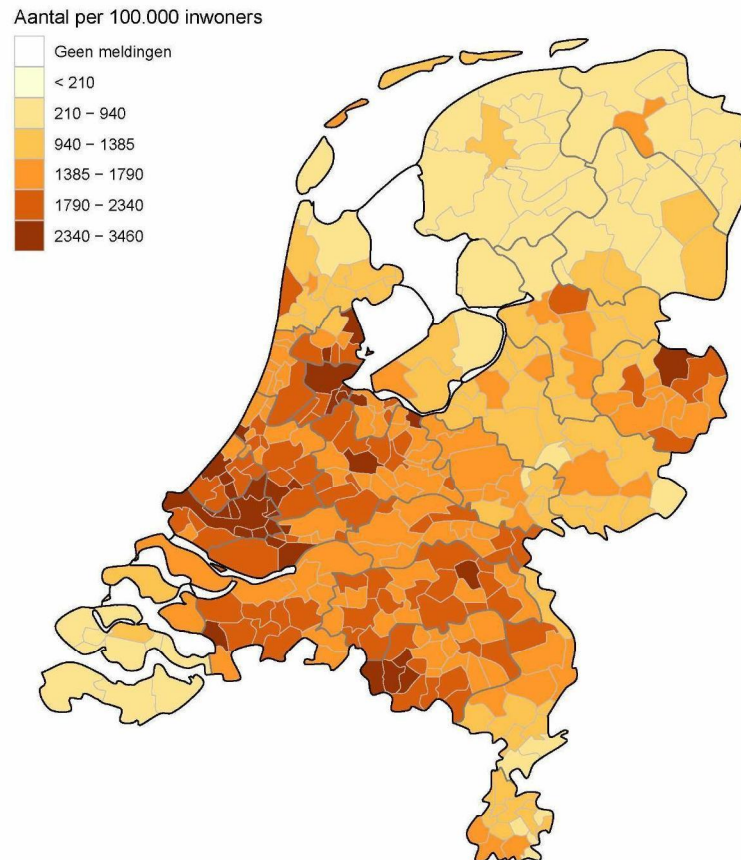 Aantal per 100.000 inwoners
Geen meldingen
< 210
210 – 940
940 – 1385
1385 – 1790
1790 – 2340
2340 – 3460